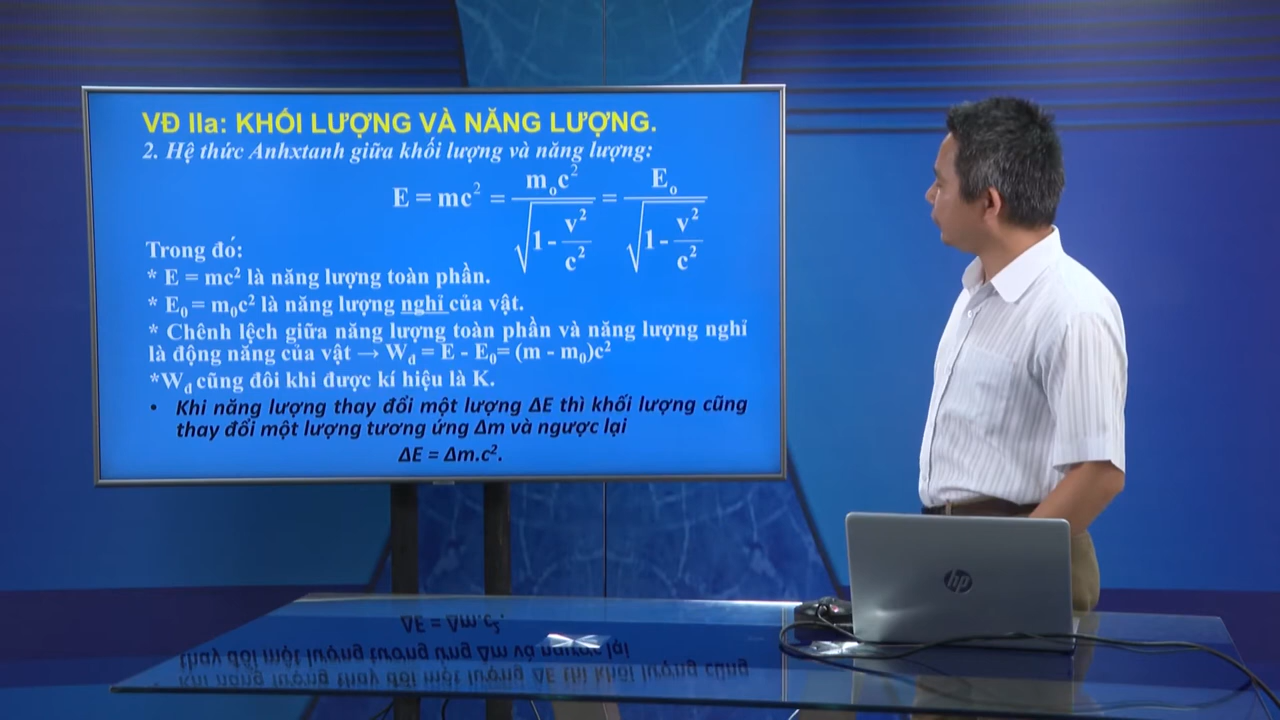 VĐ IIa: KHỐI LƯỢNG VÀ NĂNG LƯỢNG.
2. Hệ thức Anhxtanh giữa khối lượng và năng lượng:
E = mc² = m₀c² / √(1 - v²/c²) = E₀ / √(1 - v²/c²)
Trong đó:
* E = mc² là năng lượng toàn phần.
* E₀ = m₀c² là năng lượng nghỉ của vật.
* Chênh lệch giữa năng lượng toàn phần và năng lượng nghỉ
là động năng của vật → Wđ = E - E₀= (m - m₀)c²
*Wđ cũng đôi khi được kí hiệu là K.
• Khi năng lượng thay đổi một lượng ΔE thì khối lượng cũng
thay đổi một lượng tương ứng Δm và ngược lại
ΔE = Δm.c².
hp